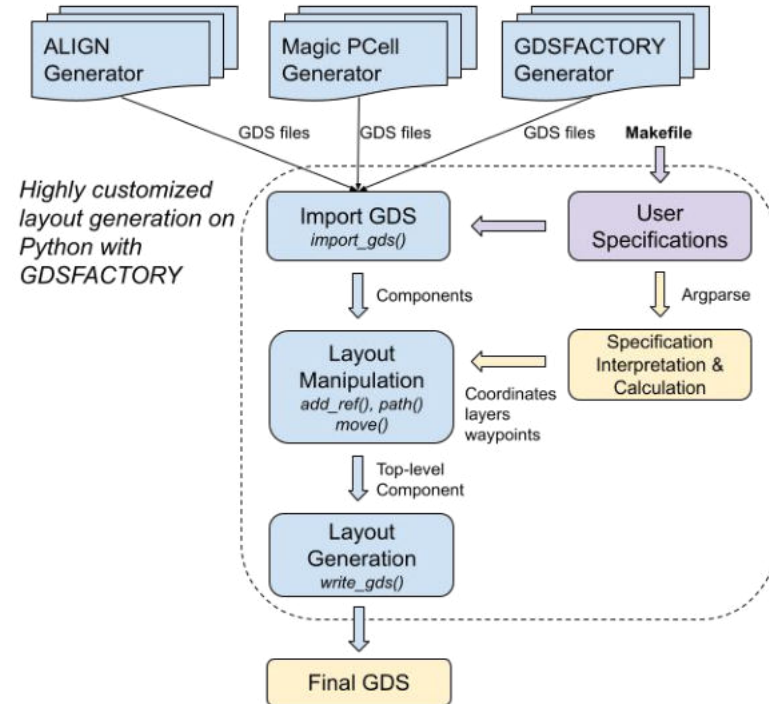 ALIGN
Generator
Magic PCell
Generator
GDSFACTORY
Generator
GDS files
GDS files
GDS files
Makefile
Highly customized
layout generation on
Python with
GDSFACTORY
Import GDS
import_gds()
User
Specifications
Components
Argparse
Layout
Manipulation
add_ref(), path()
move()
Specification
Interpretation &
Calculation
Coordinates
layers
waypoints
Top-level
Component
Layout
Generation
write_gds()
Final GDS